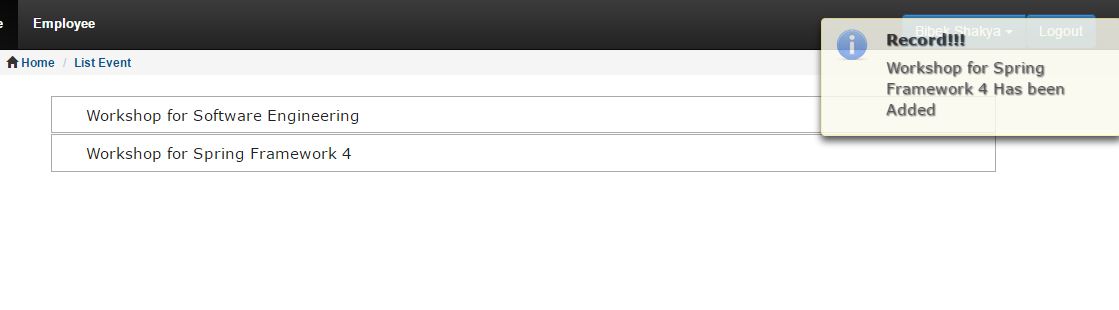 e Employee
Bibek Shakya Logout
Record!!!
Workshop for Spring
Framework 4 Has been
Added
Home / List Event
Workshop for Software Engineering
Workshop for Spring Framework 4